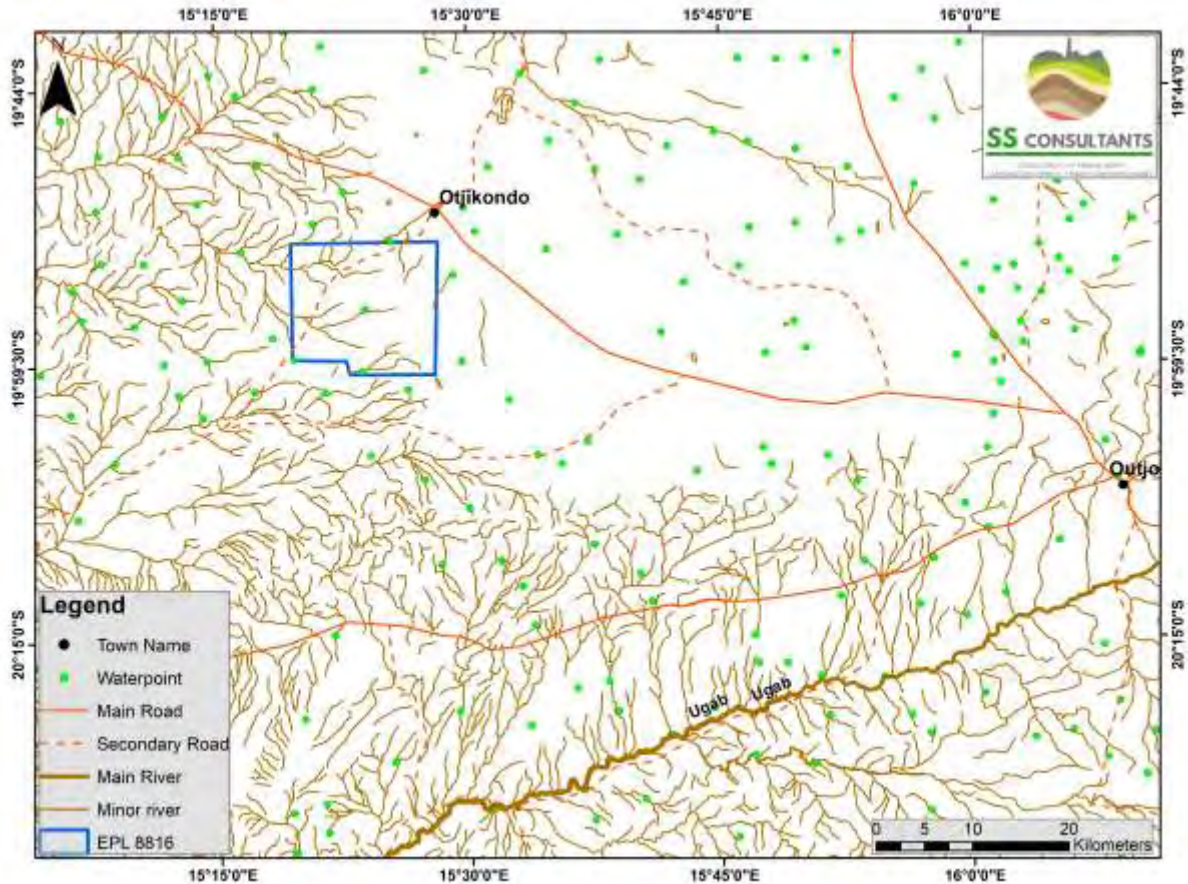 15°15'0"E 15°30'0"E 15°45'0"E 16°0'0"E
19°44'0"S
19°44'0"S
SS CONSULTANTS
Otjikondo
19°59'30"S
19°59'30"S
Outjo
20°15'0"S
20°15'0"S
Ugab Ugab
Legend
Town Name
Waterpoint
Main Road
Secondary Road
Main River
Minor river
EPL 8816
0 5 10 20
Kilometers
15°15'0"E 15°30'0"E 15°45'0"E 16°0'0"E